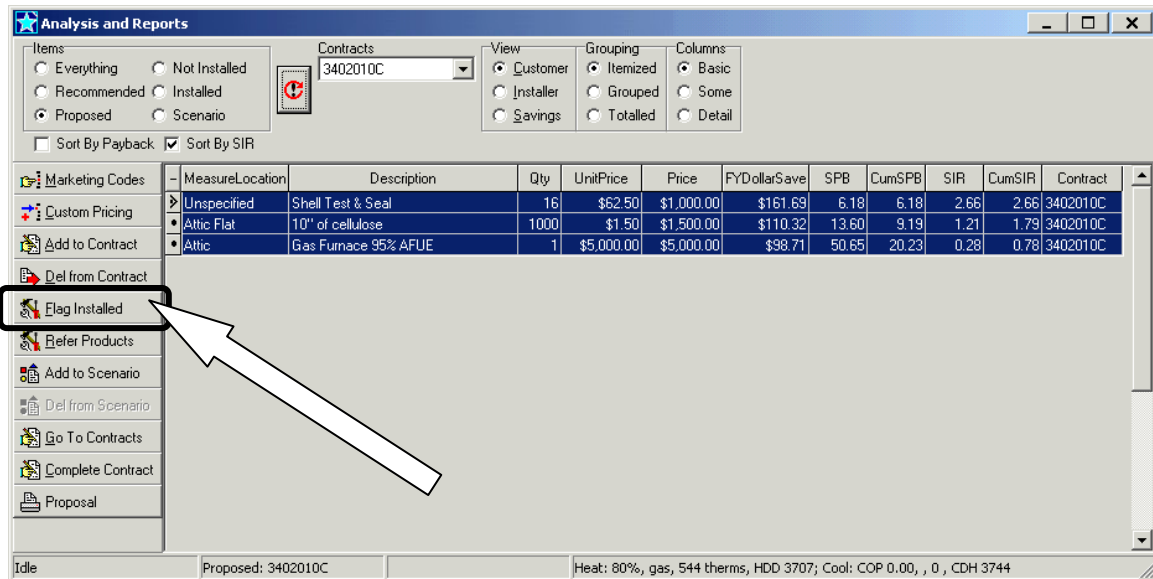 Analysis and Reports
Items Contracts View Grouping Columns
Everything Not Installed 3402010C Customer Itemized Basic
Recommended Installed Installer Grouped Some
Proposed Scenario Savings Totalled Detail
Sort By Payback Sort By SIR
Marketing Codes
Custom Pricing
Add to Contract
Del from Contract
Flag Installed
Refer Products
Add to Scenario
Del from Scenario
Go To Contracts
Complete Contract
Proposal
MeasureLocation Description Qty UnitPrice Price FYDollarSave SPB CumSPB SIR CumSIR Contract
Unspecified Shell Test & Seal 16 $62.50 $1,000.00 $161.69 6.18 6.18 2.66 2.66 3402010C
Attic Flat 10" of cellulose 1000 $1.50 $1,500.00 $110.32 13.60 9.19 1.21 1.79 3402010C
Attic Gas Furnace 95% AFUE 1 $5,000.00 $5,000.00 $98.71 50.65 20.23 0.28 0.78 3402010C
Idle Proposed: 3402010C Heat: 80%, gas, 544 therms, HDD 3707; Cool: COP 0.00, , 0 , CDH 3744